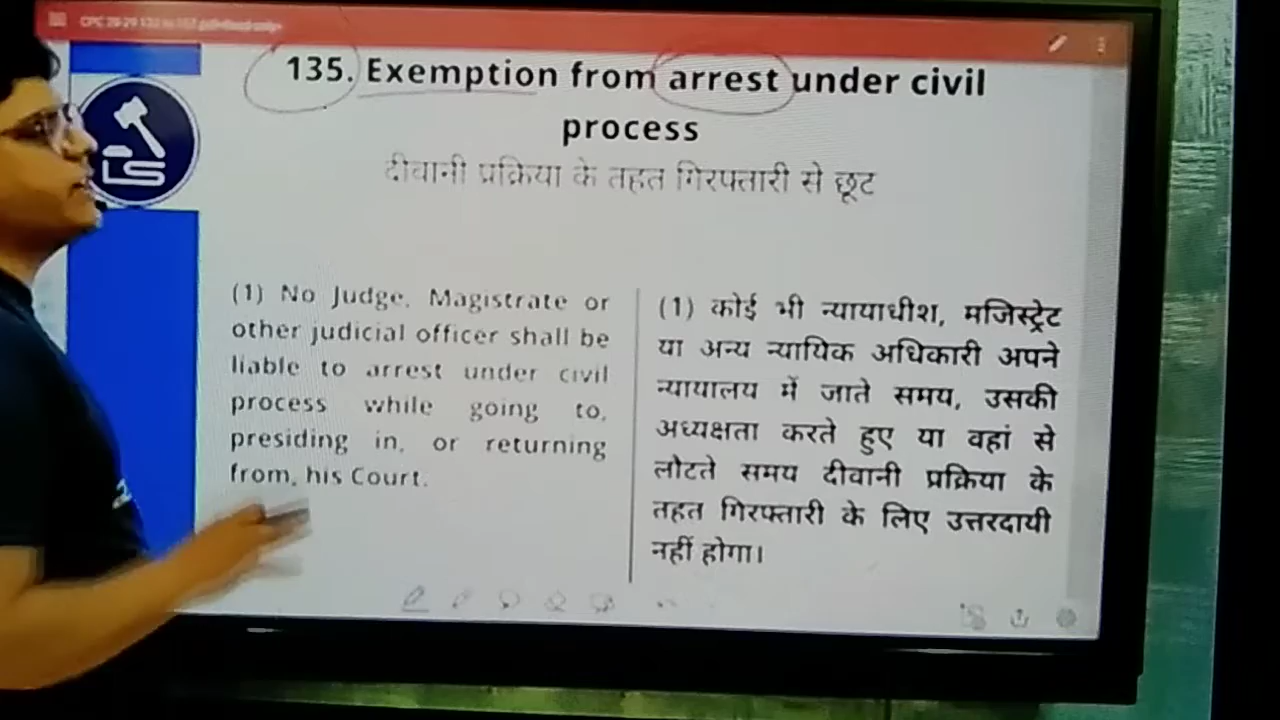 135. Exemption from arrest under civil
process
दीवानी प्रक्रिया के तहत गिरफ्तारी से छूट
(1) No Judge, Magistrate or
other judicial officer shall be
liable to arrest under civil
process while going to,
presiding in, or returning
from, his Court.
(1) कोई भी न्यायाधीश, मजिस्ट्रेट
या अन्य न्यायिक अधिकारी अपने
न्यायालय में जाते समय, उसकी
अध्यक्षता करते हुए या वहां से
लौटते समय दीवानी प्रक्रिया के
तहत गिरफ्तारी के लिए उत्तरदायी
नहीं होगा।
LS